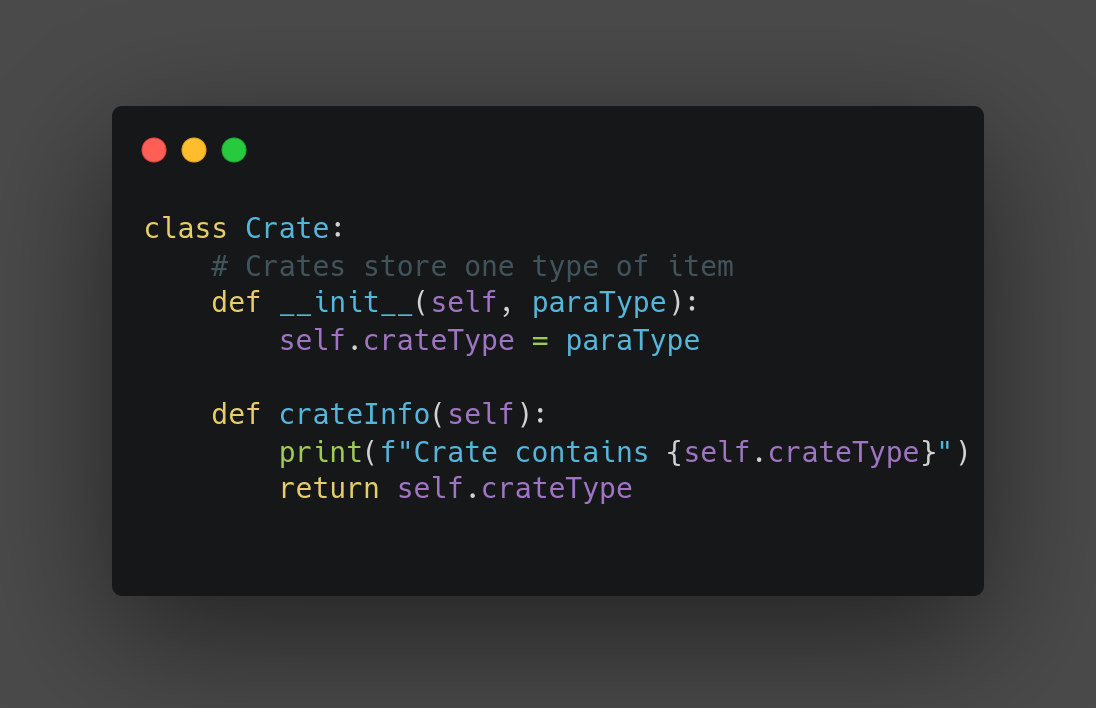 class Crate:
    # Crates store one type of item
    def __init__(self, paraType):
        self.crateType = paraType
    def crateInfo(self):
        print(f"Crate contains {self.crateType}")
        return self.crateType